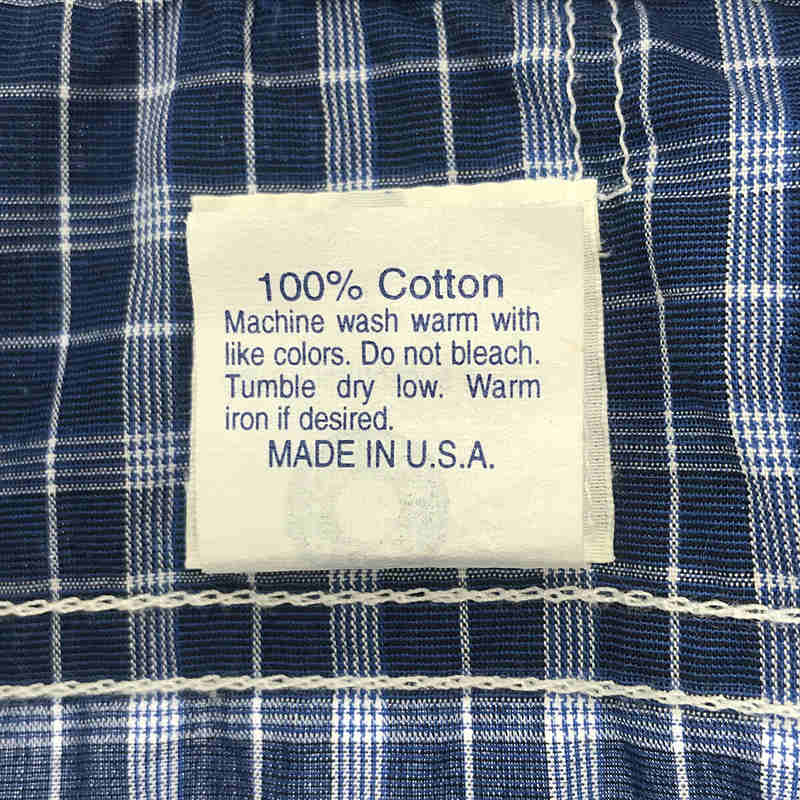 100% Cotton
Machine wash warm with
like colors. Do not bleach.
Tumble dry low. Warm
iron if desired.
MADE IN U.S.A.